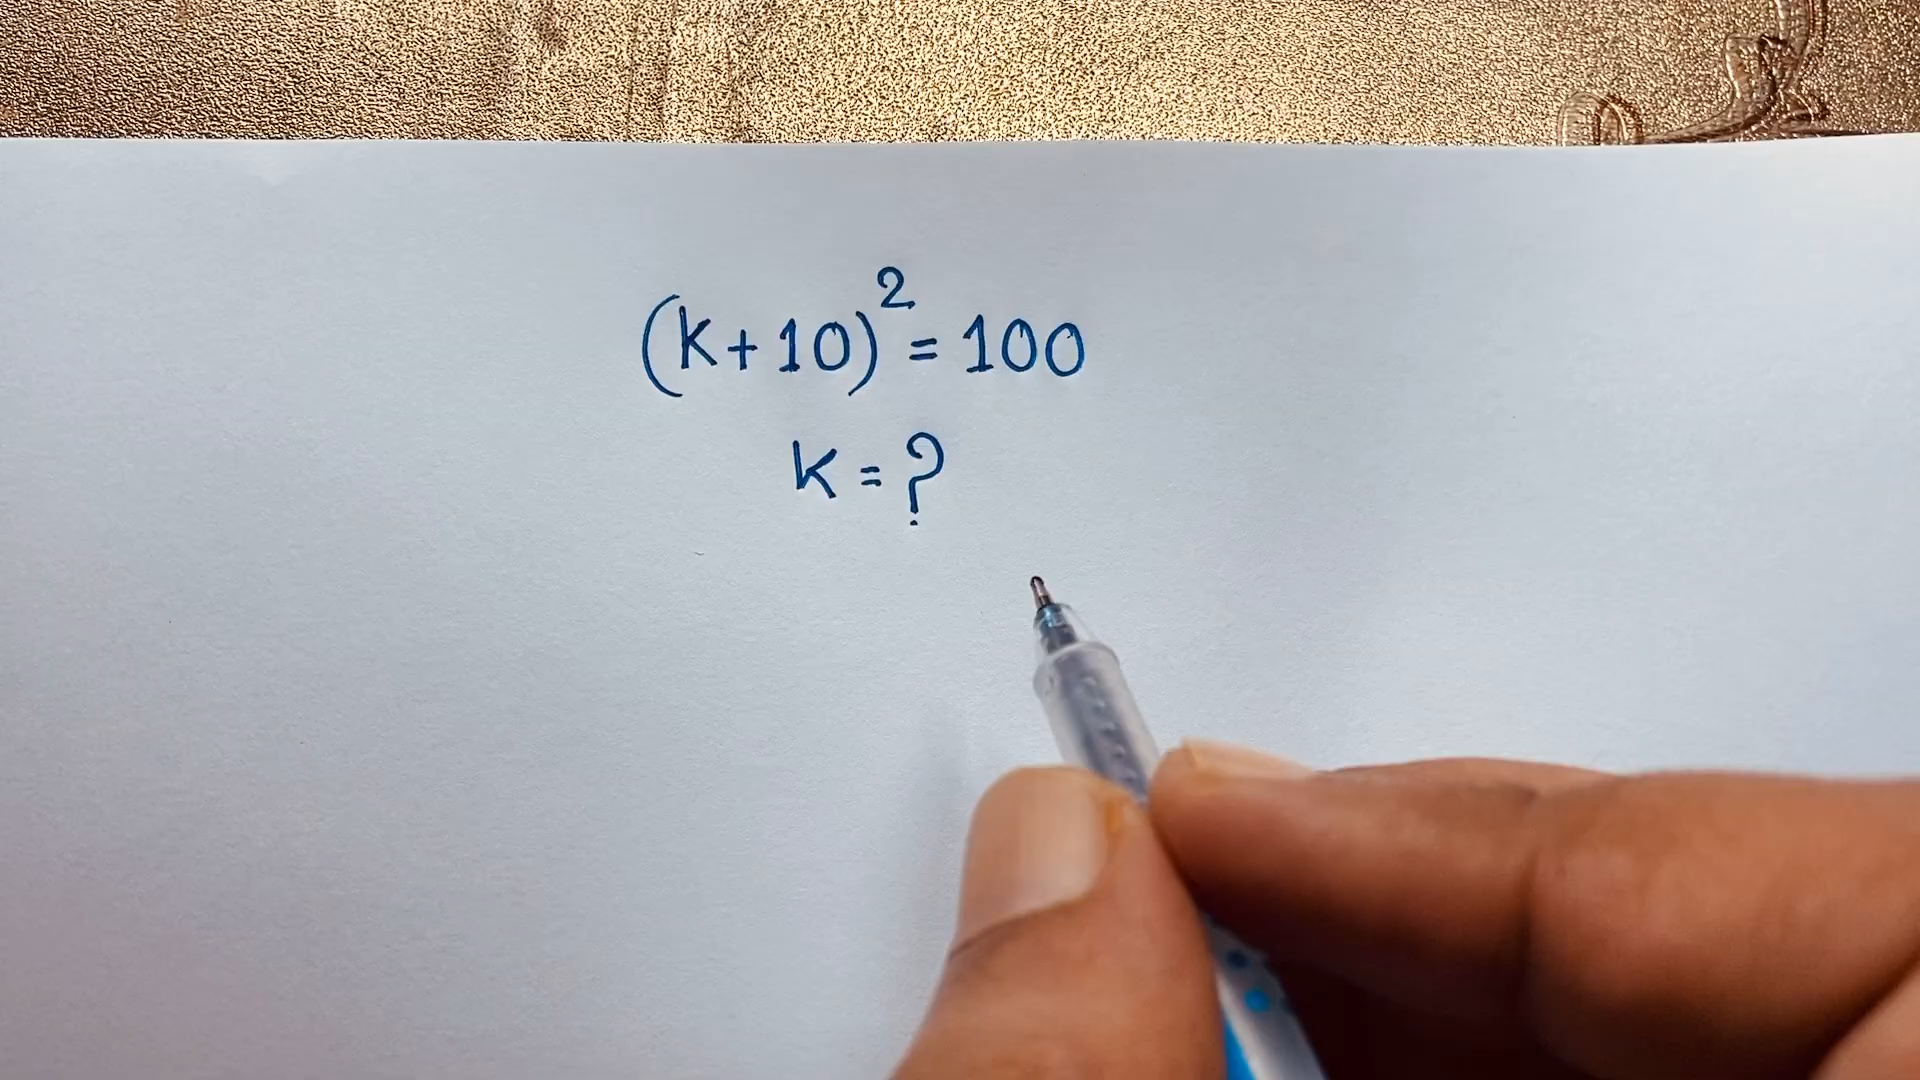 (k+10)² = 100
k = ?